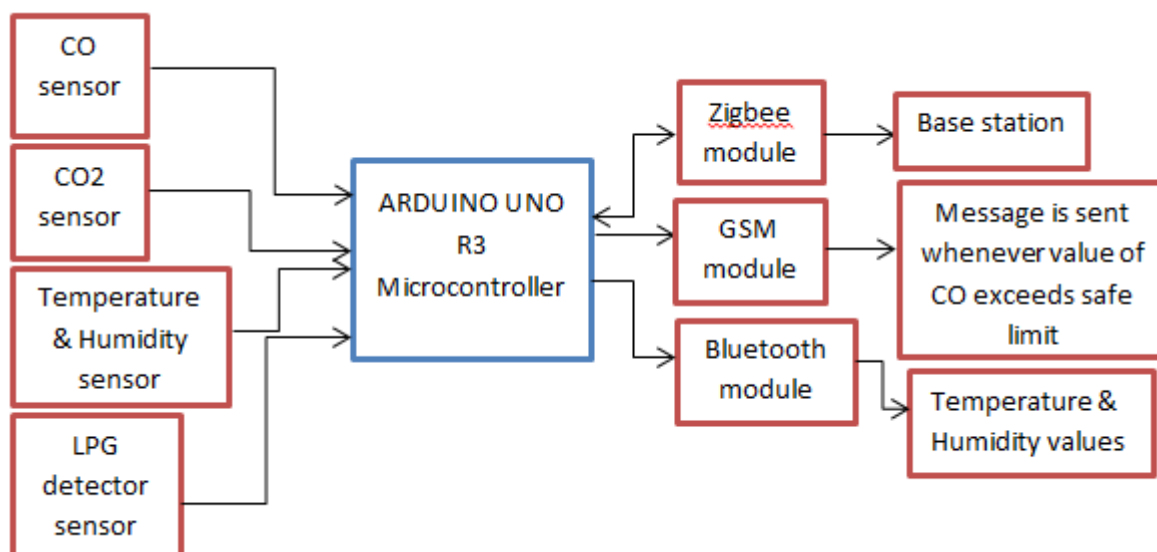 CO
sensor
CO2
sensor
Temperature
& Humidity
sensor
LPG
detector
sensor
ARDUINO UNO
R3
Microcontroller
Zigbee
module
GSM
module
Bluetooth
module
Base station
Message is sent
whenever value of
CO exceeds safe
limit
Temperature &
Humidity values